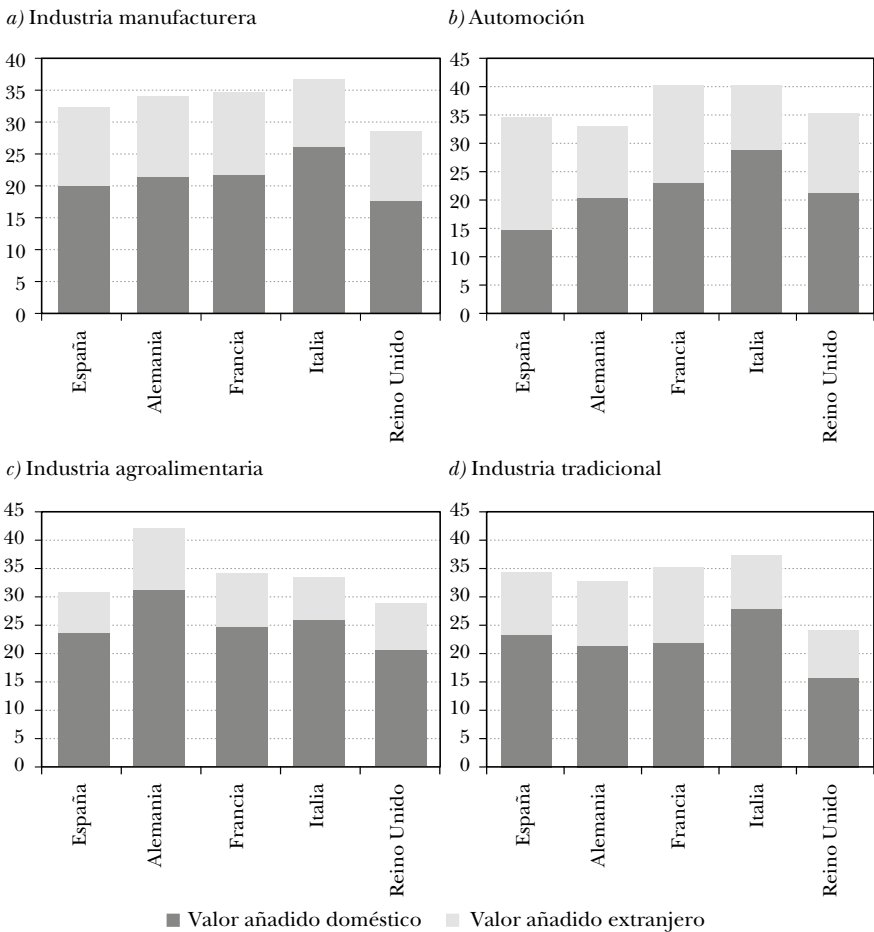 a) Industria manufacturera
40
35
30
25
20
15
10
5
0
España
Alemania
Francia
Italia
Reino Unido
b) Automoción
45
40
35
30
25
20
15
10
5
0
España
Alemania
Francia
Italia
Reino Unido
c) Industria agroalimentaria
45
40
35
30
25
20
15
10
5
0
España
Alemania
Francia
Italia
Reino Unido
d) Industria tradicional
45
40
35
30
25
20
15
10
5
0
España
Alemania
Francia
Italia
Reino Unido
Valor añadido doméstico
Valor añadido extranjero